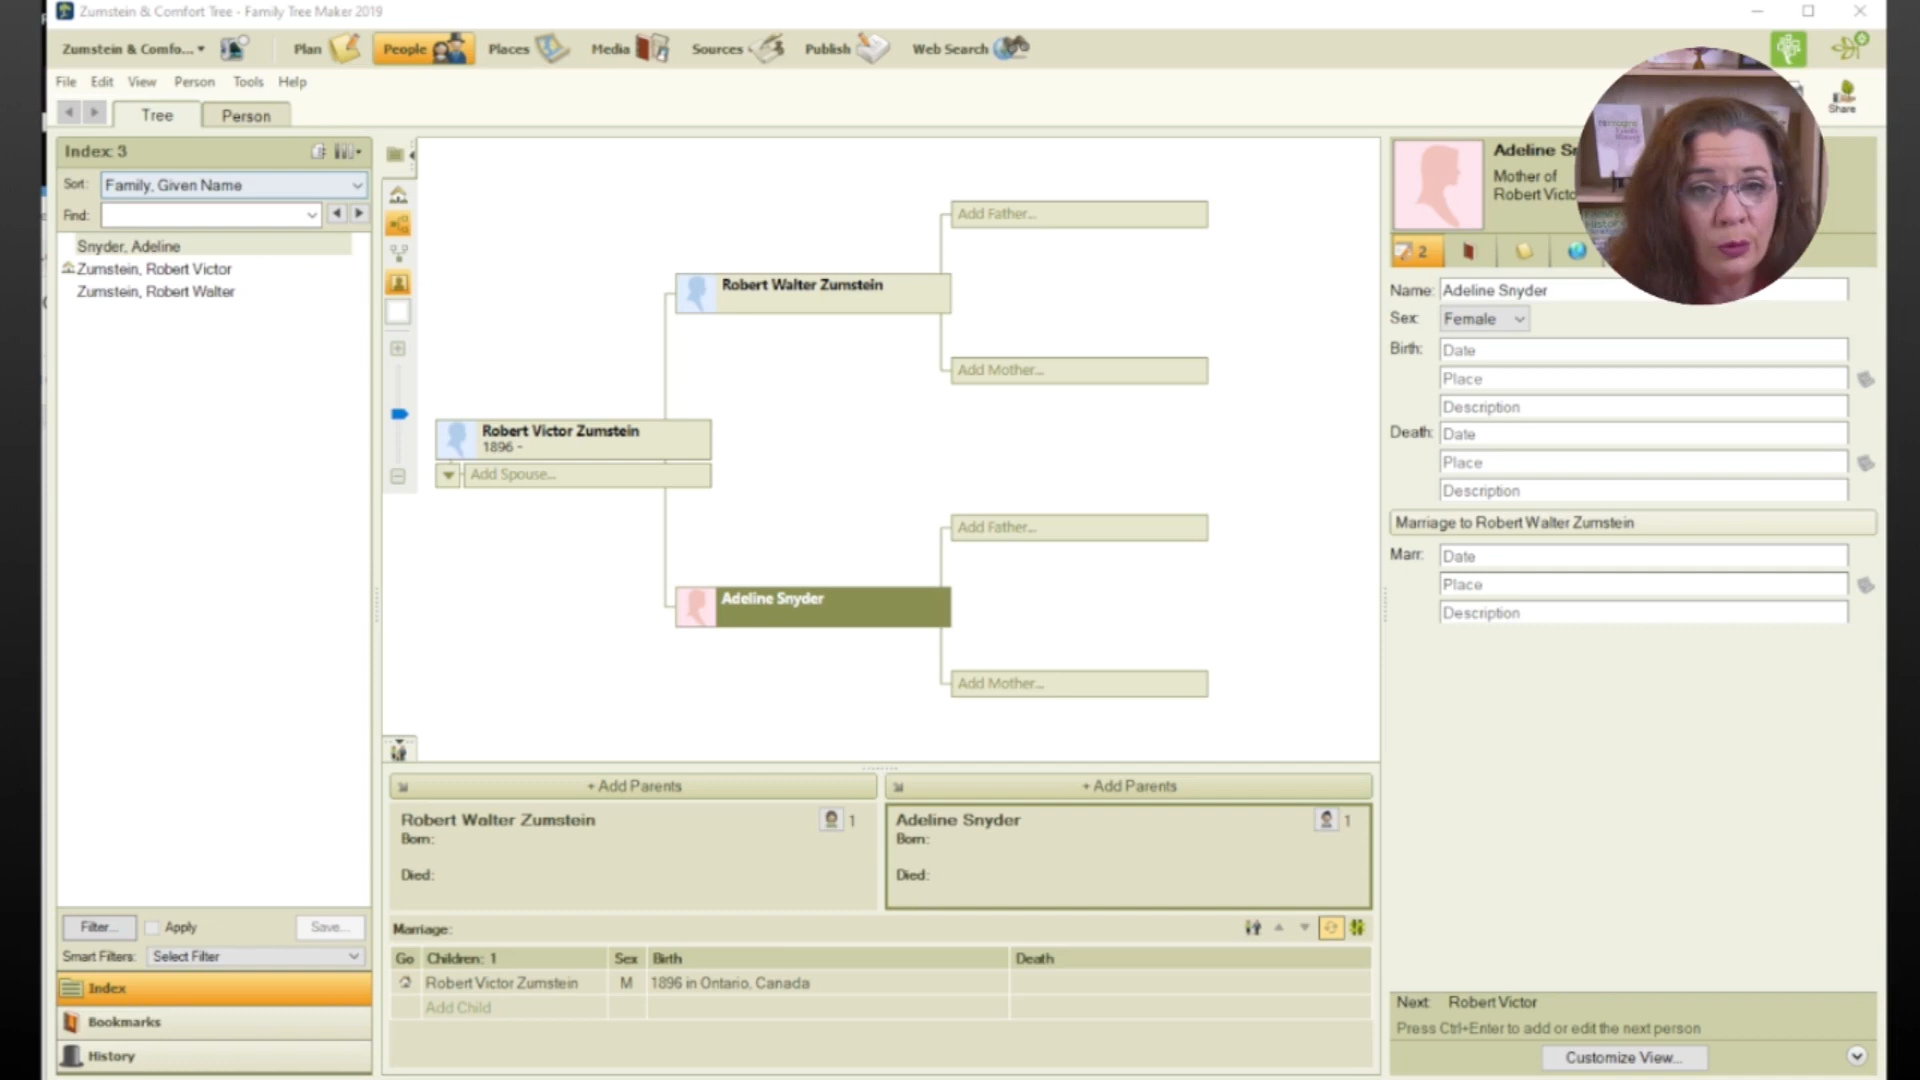 Zumstein & Comfort Tree - Family Tree Maker 2019
Zumstein & Comfo...
Plan
People
Places
Media
Sources
Publish
Web Search
File
Edit
View
Person
Tools
Help
Share
Tree
Person
Index: 3
Sort:
Family, Given Name
Find:
Snyder, Adeline
Zumstein, Robert Victor
Zumstein, Robert Walter
Filter...
Apply
Save...
Smart Filters:
Select Filter
Index
Bookmarks
History
Add Father...
Robert Walter Zumstein
Add Mother...
Robert Victor Zumstein
1896 -
Add Spouse...
Add Father...
Adeline Snyder
Add Mother...
+ Add Parents
+ Add Parents
Robert Walter Zumstein
1
Born:
Died:
Adeline Snyder
1
Born:
Died:
Marriage:
Go
Children: 1
Sex
Birth
Death
Robert Victor Zumstein
M
1896 in Ontario, Canada
Add Child
Adeline
Mother of
Robert
2
Name:
Adeline Snyder
Sex:
Female
Birth:
Date
Place
Description
Death:
Date
Place
Description
Marriage to Robert Walter Zumstein
Marr:
Date
Place
Description
Next:
Robert Victor
Press Ctrl+Enter to add or edit the next person
Customize View...